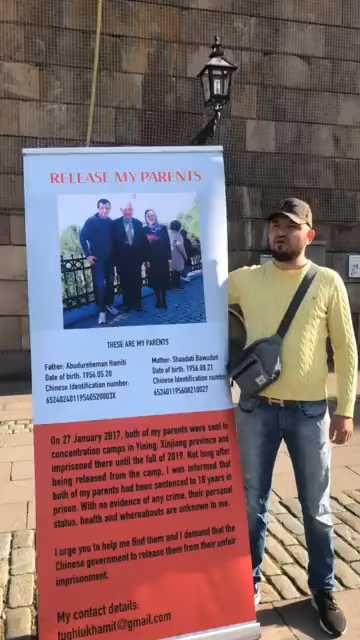 RELEASE MY PARENTS
THESE ARE MY PARENTS
Father: Abdureheman Hamiti
Date of birth: 1954.05.20
Chinese Identification number:
65240240119540520003X
Mother: Shaadati Bawudun
Date of birth: 1956.08.21
Chinese Identification number:
652401195608210027
On 27 January 2017, both of my parents were sent in
concentration camps in Yining, Xinjiang province and
imprisoned there until the fall of 2019. Not long after
being released from the camp, I was informed that
both of my parents had been sentenced to 18 years in
prison. With no evidence of any crime, their personal
status, health and whereabouts are unknown to me.
I urge you to help me find them and I demand that the
Chinese government to release them from their unfair
imprisonment.
My contact details:
tughlukhamit@gmail.com